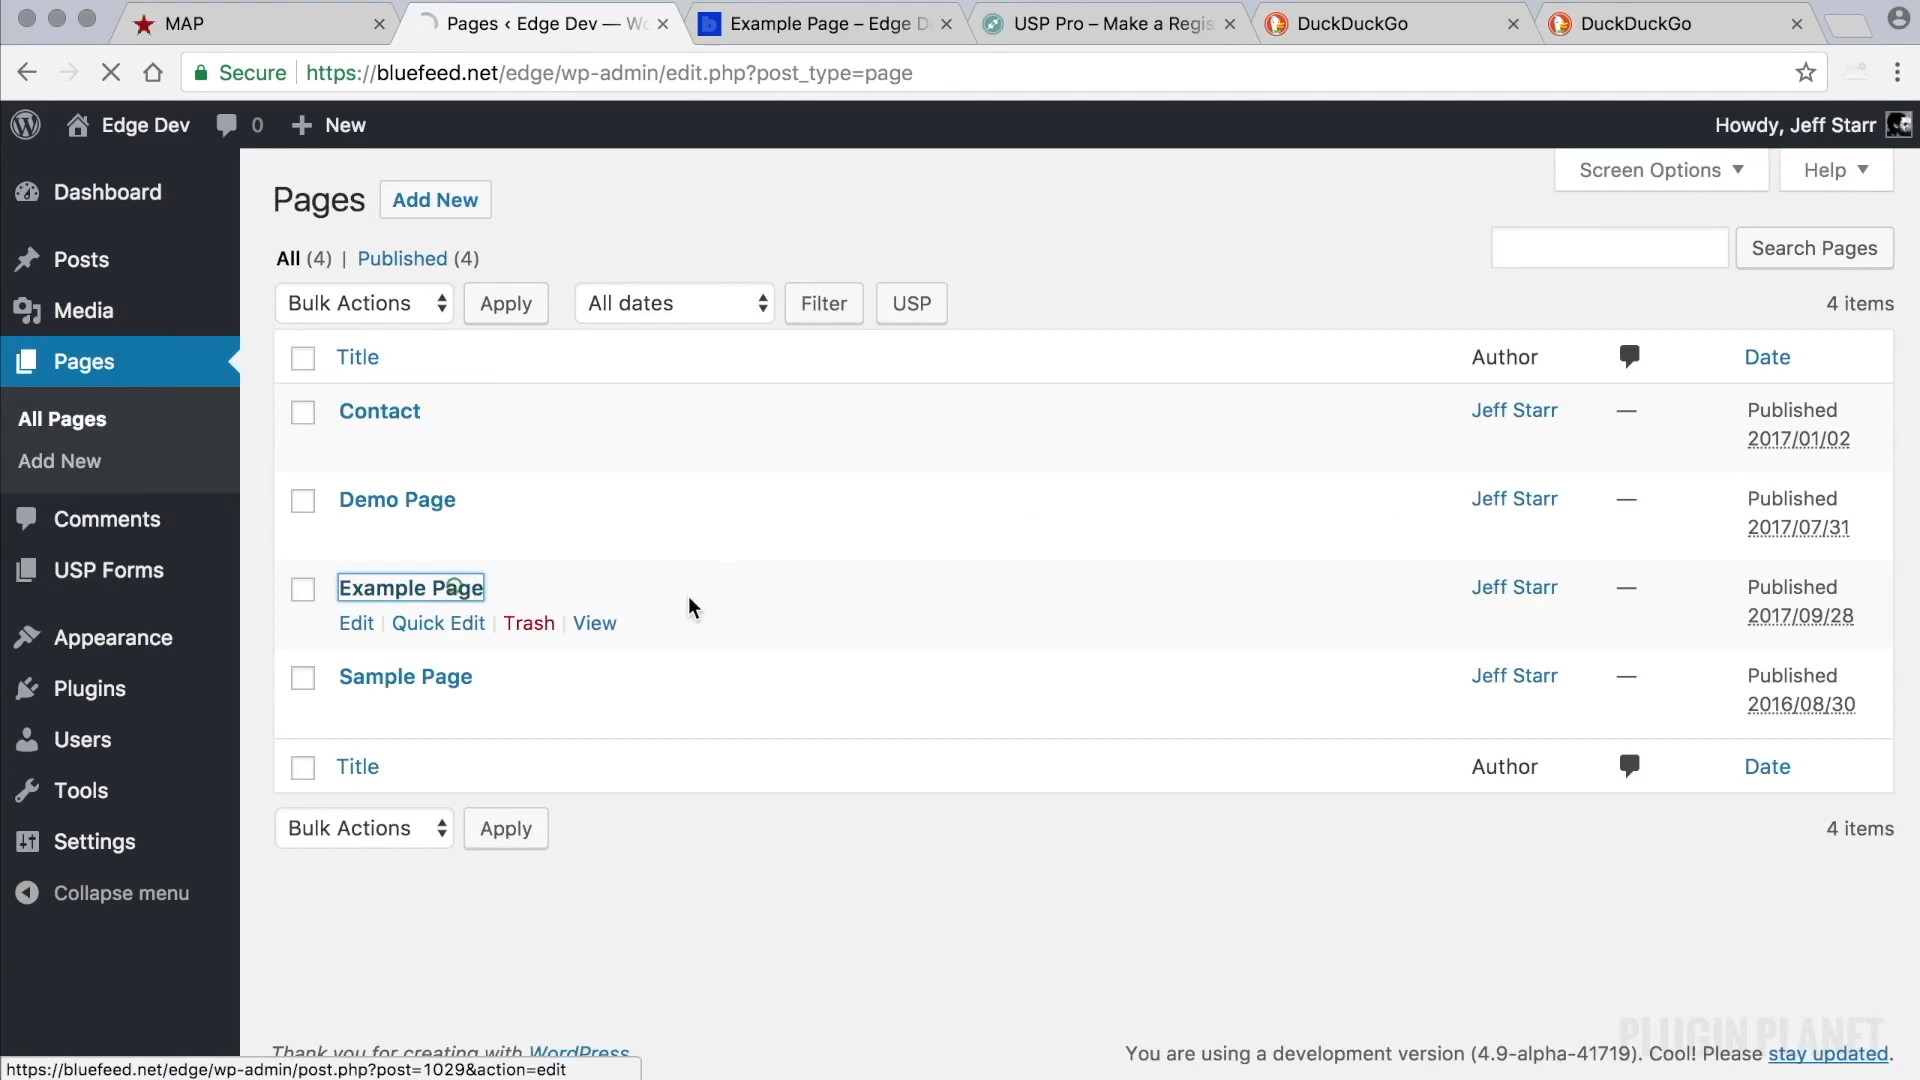 MAP
Pages ‹ Edge Dev — Wo
Example Page – Edge D
USP Pro – Make a Regis
DuckDuckGo
DuckDuckGo
Secure
https://bluefeed.net/edge/wp-admin/edit.php?post_type=page
Edge Dev
0
+ New
Howdy, Jeff Starr
Screen Options ▼
Help ▼
Dashboard
Posts
Media
Pages
All Pages
Add New
Comments
USP Forms
Appearance
Plugins
Users
Tools
Settings
Collapse menu
Pages
Add New
All (4) | Published (4)
Search Pages
Bulk Actions
Apply
All dates
Filter
USP
4 items
Title
Author
Date
Contact
Jeff Starr
—
Published
2017/01/02
Demo Page
Jeff Starr
—
Published
2017/07/31
Example Page
Jeff Starr
—
Published
2017/09/28
Edit | Quick Edit | Trash | View
Sample Page
Jeff Starr
—
Published
2016/08/30
Title
Author
Date
Bulk Actions
Apply
4 items
PLUGIN PLANET
Thank you for creating with WordPress.
You are using a development version (4.9-alpha-41719). Cool! Please stay updated.
https://bluefeed.net/edge/wp-admin/post.php?post=1029&action=edit